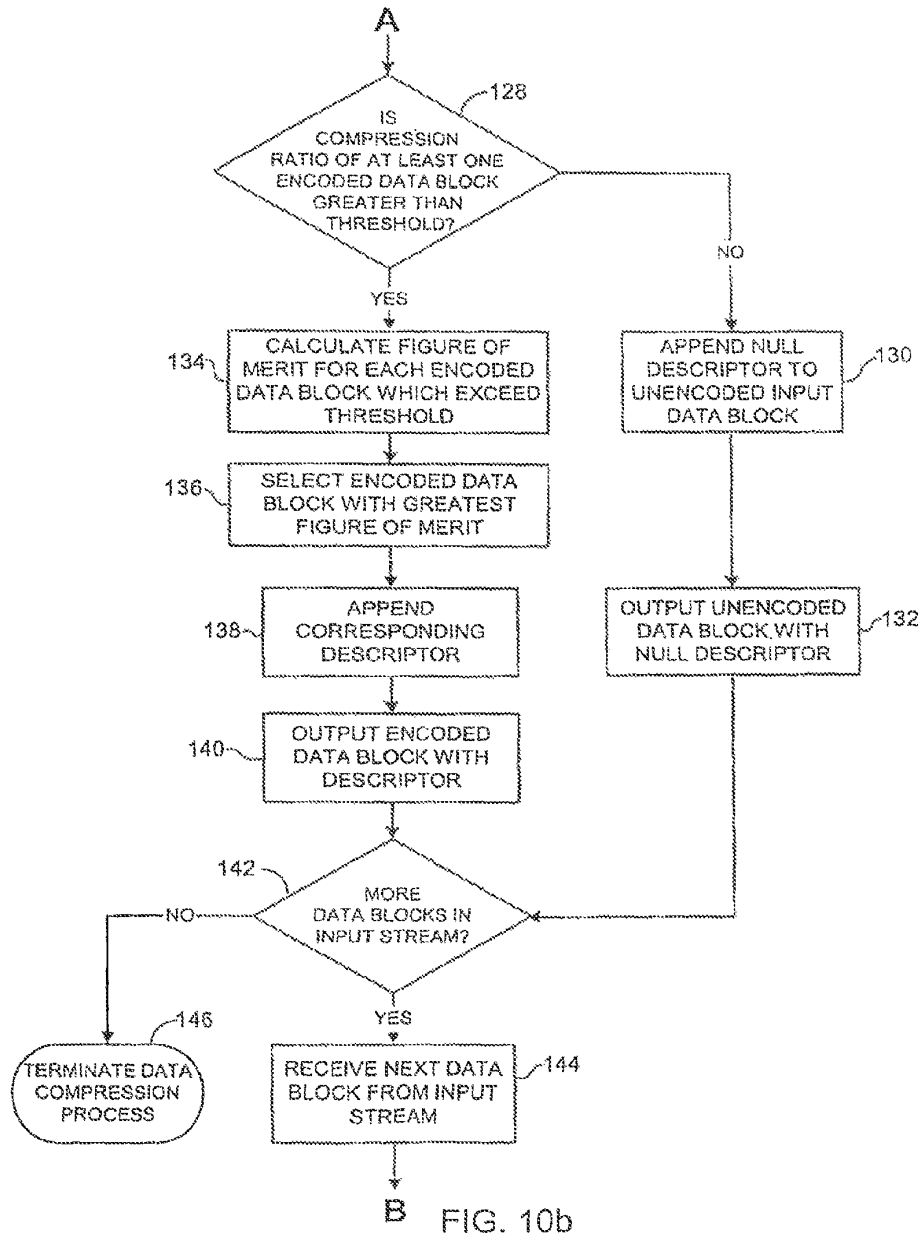 A
128
IS
COMPRESSION
RATIO OF AT LEAST ONE
ENCODED DATA BLOCK
GREATER THAN
THRESHOLD?
NO
YES
134
CALCULATE FIGURE OF
MERIT FOR EACH ENCODED
DATA BLOCK WHICH EXCEED
THRESHOLD
APPEND NULL
DESCRIPTOR TO
UNENCODED INPUT
DATA BLOCK
130
136
SELECT ENCODED DATA
BLOCK WITH GREATEST
FIGURE OF MERIT
138
APPEND
CORRESPONDING
DESCRIPTOR
OUTPUT UNENCODED
DATA BLOCK WITH
NULL DESCRIPTOR
132
140
OUTPUT ENCODED
DATA BLOCK WITH
DESCRIPTOR
142
MORE
DATA BLOCKS IN
INPUT STREAM?
NO
YES
146
TERMINATE DATA
COMPRESSION
PROCESS
RECEIVE NEXT DATA
BLOCK FROM INPUT
STREAM
144
B
FIG. 10b